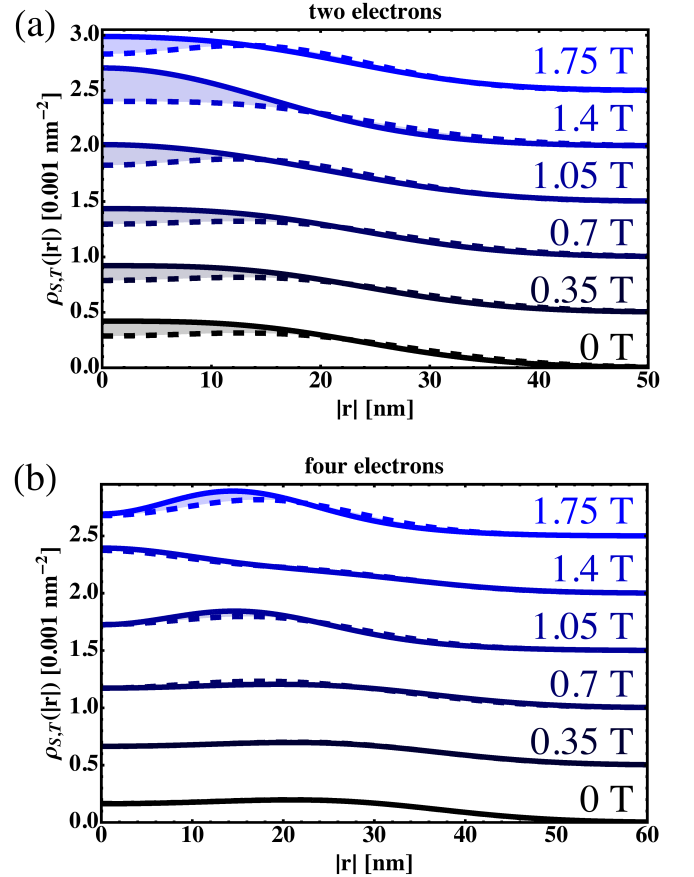 (a)
two electrons
ρS,T(|r|) [0.001 nm−2]
3.0
2.5
2.0
1.5
1.0
0.5
0.0
1.75 T
1.4 T
1.05 T
0.7 T
0.35 T
0 T
0 10 20 30 40 50
|r| [nm]
(b)
four electrons
ρS,T(|r|) [0.001 nm−2]
2.5
2.0
1.5
1.0
0.5
0.0
1.75 T
1.4 T
1.05 T
0.7 T
0.35 T
0 T
0 10 20 30 40 50 60
|r| [nm]